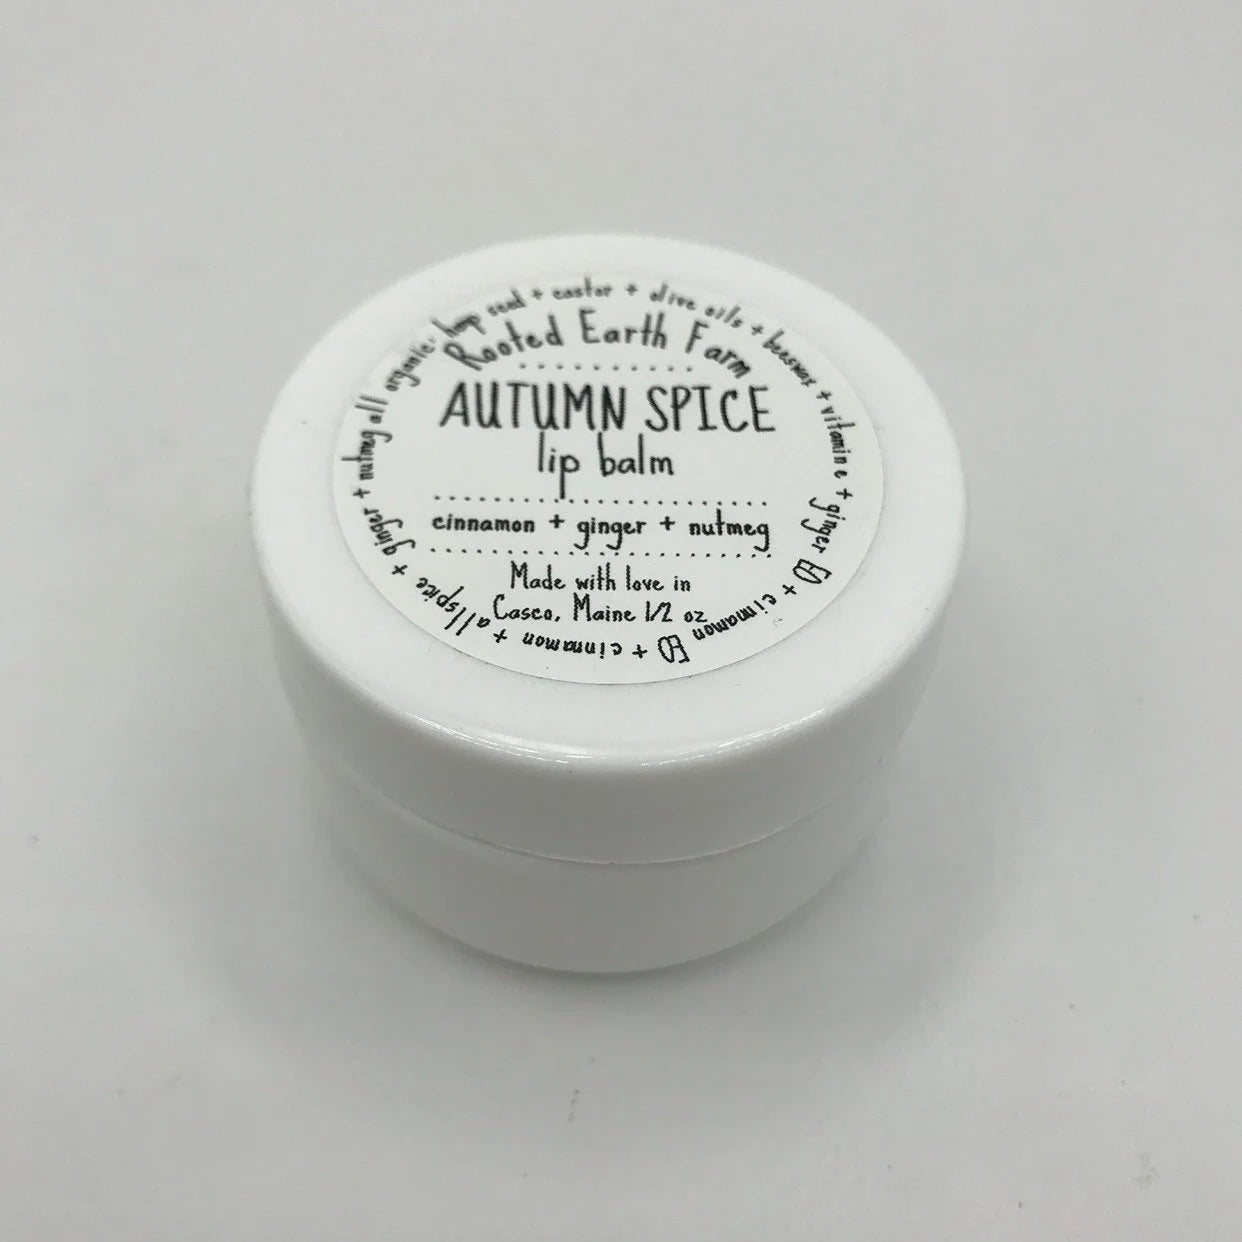 all organic: hemp seed + castor + olive oils + beeswax + vitamin e + ginger EO + cinnamon EO + cinnamon + allspice + ginger + nutmeg
Rooted Earth Farm
AUTUMN SPICE
lip balm
cinnamon + ginger + nutmeg
Made with love in
Casco, Maine 1/2 oz